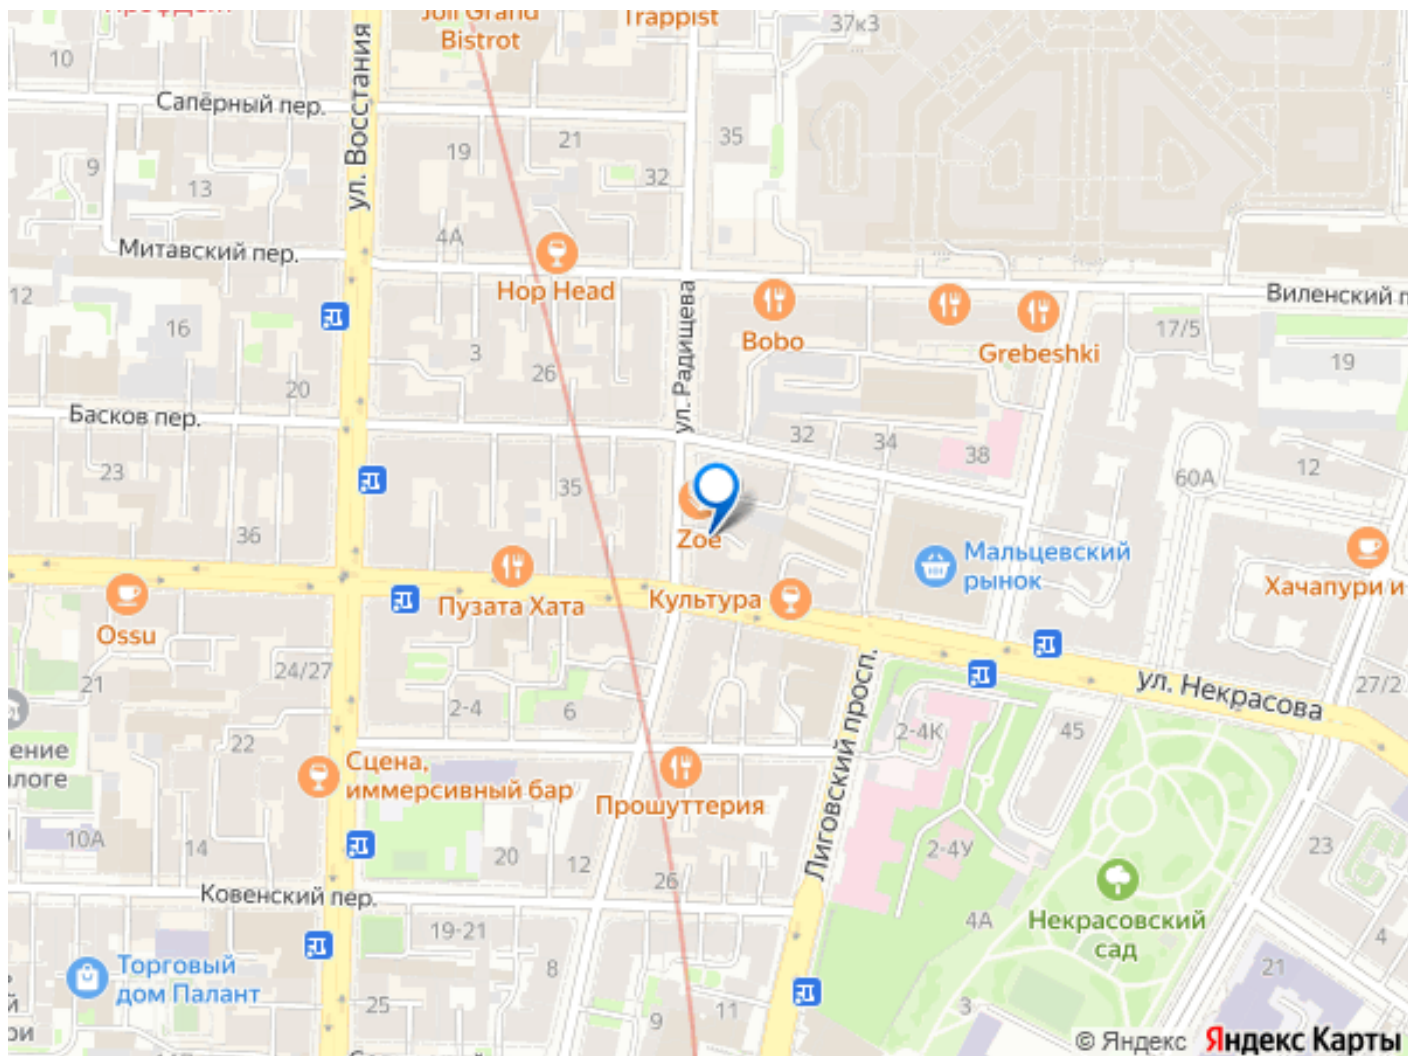 Joli Grand
Bistrot
Trappist
37к3
10
ул. Восстания
Сапёрный пер.
21
35
19
9
32
13
4А
Митавский пер.
Hop Head
12
ул. Радищева
Bobo
Grebeshki
Виленский п
17/5
16
3
19
26
20
Басков пер.
32
34
38
12
23
35
60А
36
Zoe
Мальцевский
рынок
Хачапури и
Культура
Пузата Хата
Ossu
24/27
21
2-4
6
ул. Некрасова
27/2
Лиговский просп.
2-4К
45
22
ение
алоге
Сцена,
иммерсивный бар
Прошуттерия
10А
14
20
12
2-4У
23
26
Ковенский пер.
4А
Некрасовский
сад
19-21
4
Торговый
дом Палант
8
21
25
й
3
11
9
ри
© Яндекс
Яндекс Карты